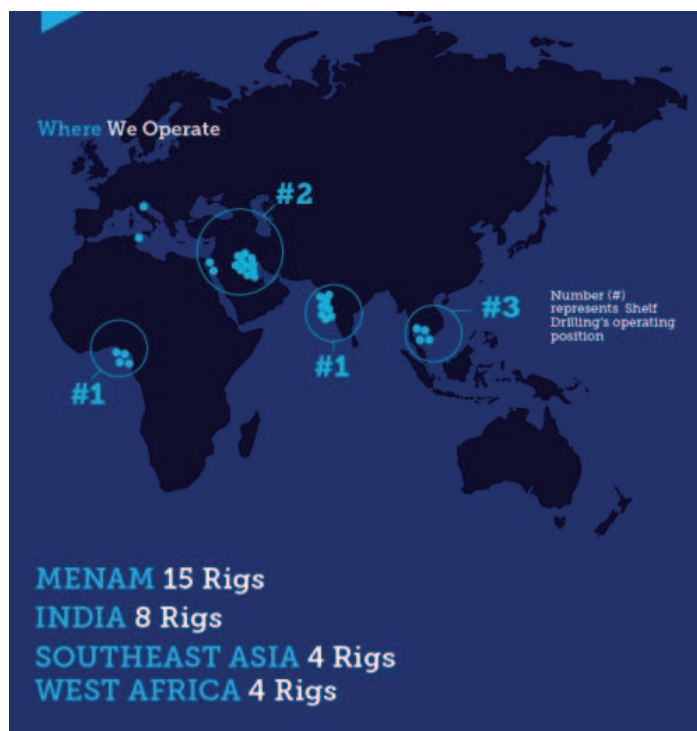 Where We Operate
#2
#3
Number (#)
represents Shelf
Drilling's operating
position
#1
#1
MENAM 15 Rigs
INDIA 8 Rigs
SOUTHEAST ASIA 4 Rigs
WEST AFRICA 4 Rigs